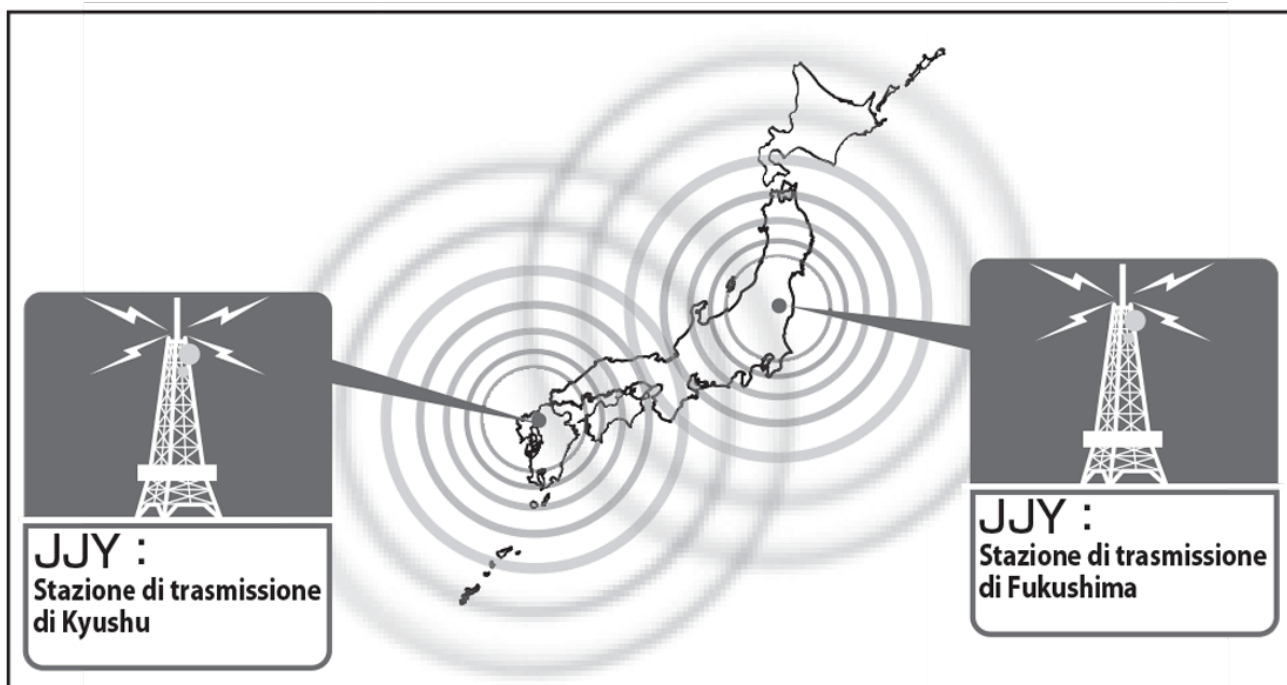 JJY :
Stazione di trasmissione
di Kyushu
JJY :
Stazione di trasmissione
di Fukushima